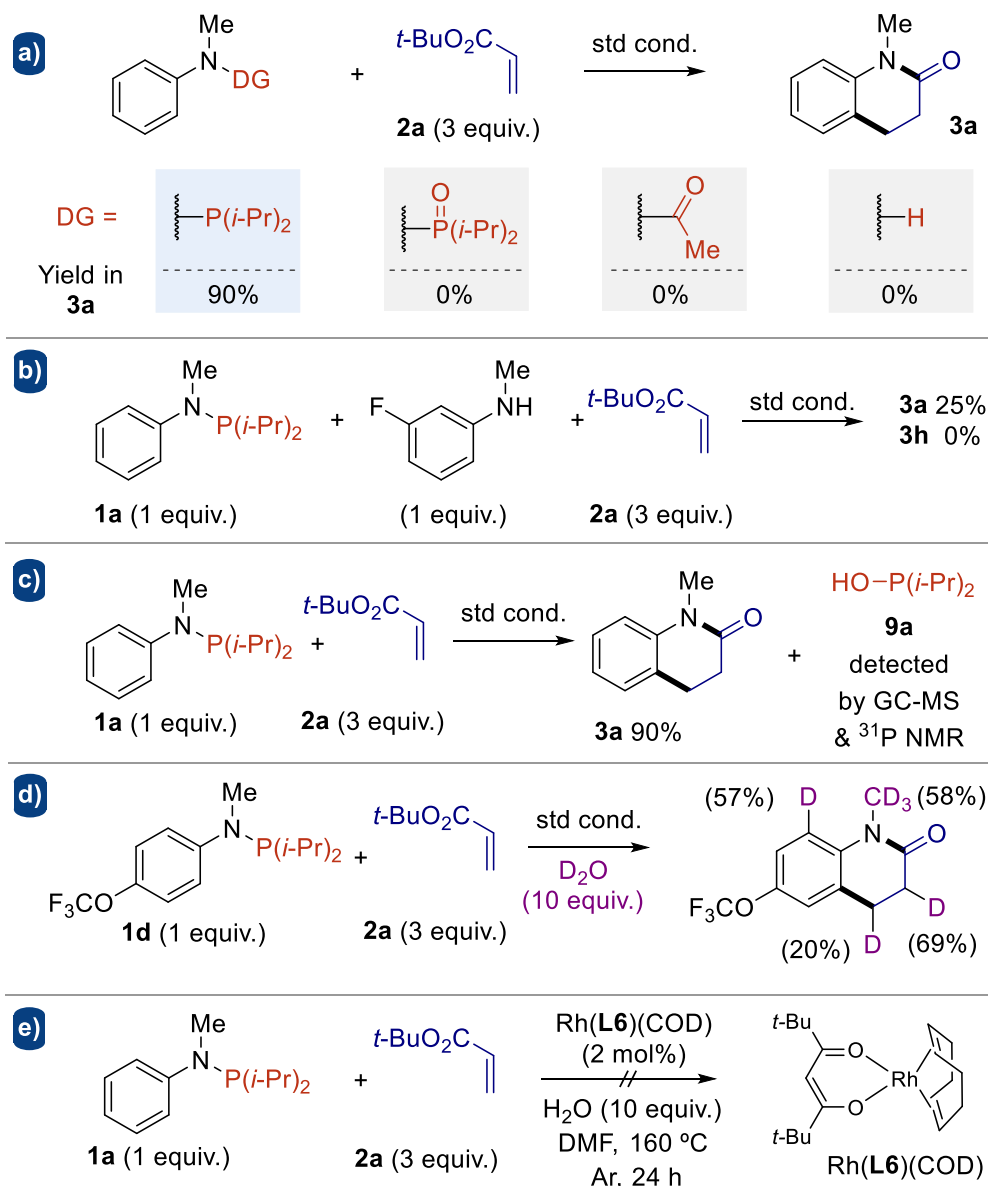 a)
Me
N
DG
+
t-BuO2C
2a (3 equiv.)
std cond.
Me
N
O
3a
DG =
P(i-Pr)2
O
P(i-Pr)2
O
Me
H
Yield in
3a
90%
0%
0%
0%
b)
Me
N
P(i-Pr)2
1a (1 equiv.)
+
F
Me
NH
(1 equiv.)
+
t-BuO2C
2a (3 equiv.)
std cond.
3a 25%
3h 0%
c)
Me
N
P(i-Pr)2
1a (1 equiv.)
+
t-BuO2C
2a (3 equiv.)
std cond.
Me
N
O
3a 90%
+
HO-P(i-Pr)2
9a
detected
by GC-MS
& 31P NMR
d)
Me
N
P(i-Pr)2
F3CO
1d (1 equiv.)
+
t-BuO2C
2a (3 equiv.)
std cond.
D2O
(10 equiv.)
(57%) D
CD3 (58%)
N
O
F3CO
D
D
(20%)
(69%)
e)
Me
N
P(i-Pr)2
1a (1 equiv.)
+
t-BuO2C
2a (3 equiv.)
Rh(L6)(COD)
(2 mol%)
H2O (10 equiv.)
DMF, 160 ºC
Ar, 24 h
t-Bu
O
Rh
O
t-Bu
Rh(L6)(COD)